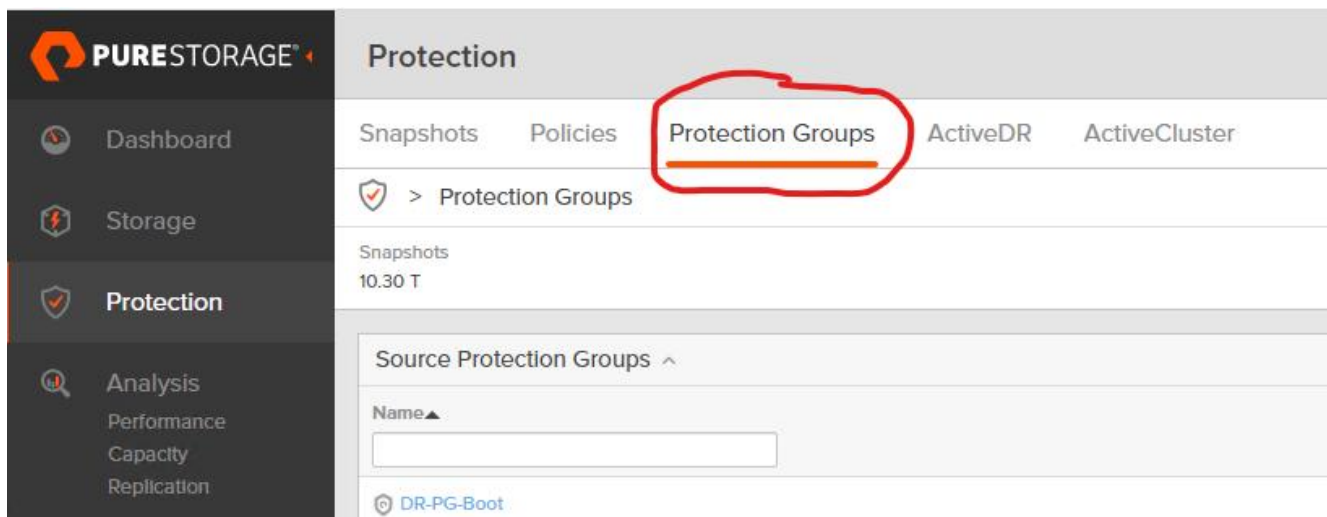 PURESTORAGE®
Dashboard
Storage
Protection
Analysis
Performance
Capacity
Replication
Protection
Snapshots Policies Protection Groups ActiveDR ActiveCluster
> Protection Groups
Snapshots
10.30 T
Source Protection Groups
Name
DR-PG-Boot